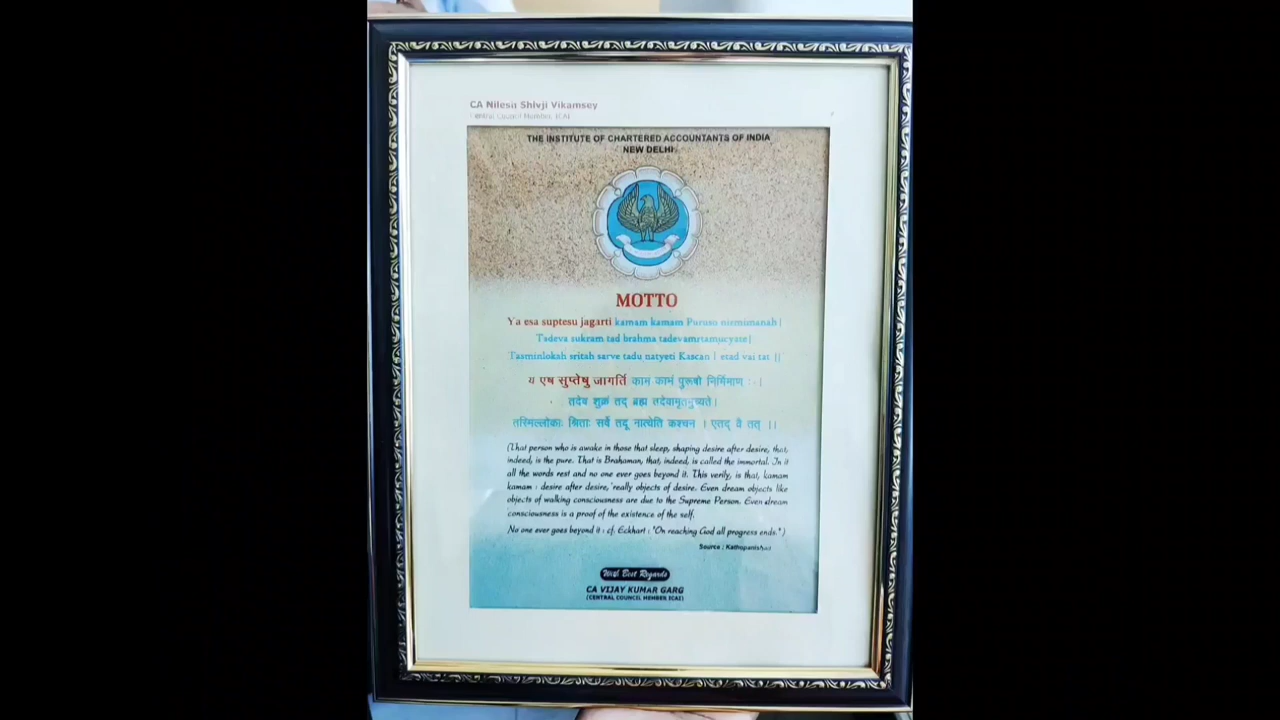 CA Nilesh Shivji Vikamsey
Central Council Member, ICAI
THE INSTITUTE OF CHARTERED ACCOUNTANTS OF INDIA
NEW DELHI
MOTTO
Ya esa suptesu jagarti kamam kamam Puruso nirmimanah|
Tadeva sukram tad brahma tadevamrtamucyate|
Tasminlokah sritah sarve tadu natyeti Kascan | etad vai tat ||
य एष सुप्तेषु जागर्ति काम कामं पुरूषो निर्मिमाण :- |
तदेव शुक्रं तद् ब्रह्म तदेवामृतमुच्यते।
तस्मिल्लोकाः श्रिताः सर्वे तदू नात्येति कश्चन । एतद् वै तत् ।।
(That person who is awake in those that sleep, shaping desire after desire, that,
indeed, is the pure. That is Brahaman, that, indeed, is called the immortal. In it
all the words rest and no one ever goes beyond it. This verily, is that, kamam
kamam : desire after desire, really objects of desire. Even dream objects like
objects of walking consciousness are due to the Supreme Person. Even dream
consciousness is a proof of the existence of the self.
No one ever goes beyond it : cf. Eckhart : "On reaching God all progress ends.")
Source : Kathopanishad
With Best Regards
CA VIJAY KUMAR GARG
(CENTRAL COUNCIL MEMBER ICAI)